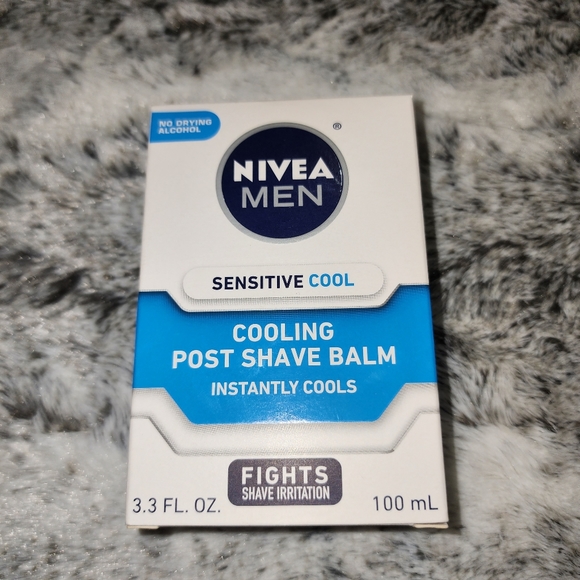 NO DRYING
ALCOHOL
®
NIVEA
MEN
SENSITIVE COOL
COOLING
POST SHAVE BALM
INSTANTLY COOLS
FIGHTS
SHAVE IRRITATION
3.3 FL. OZ. 100 mL